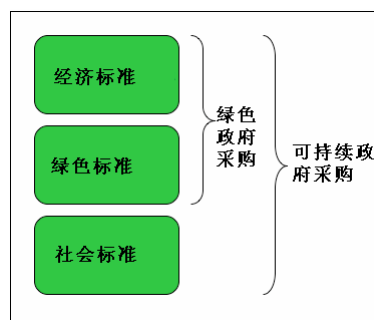 经济标准
绿色标准
社会标准
绿色
政府
采购
可持续政
府采购